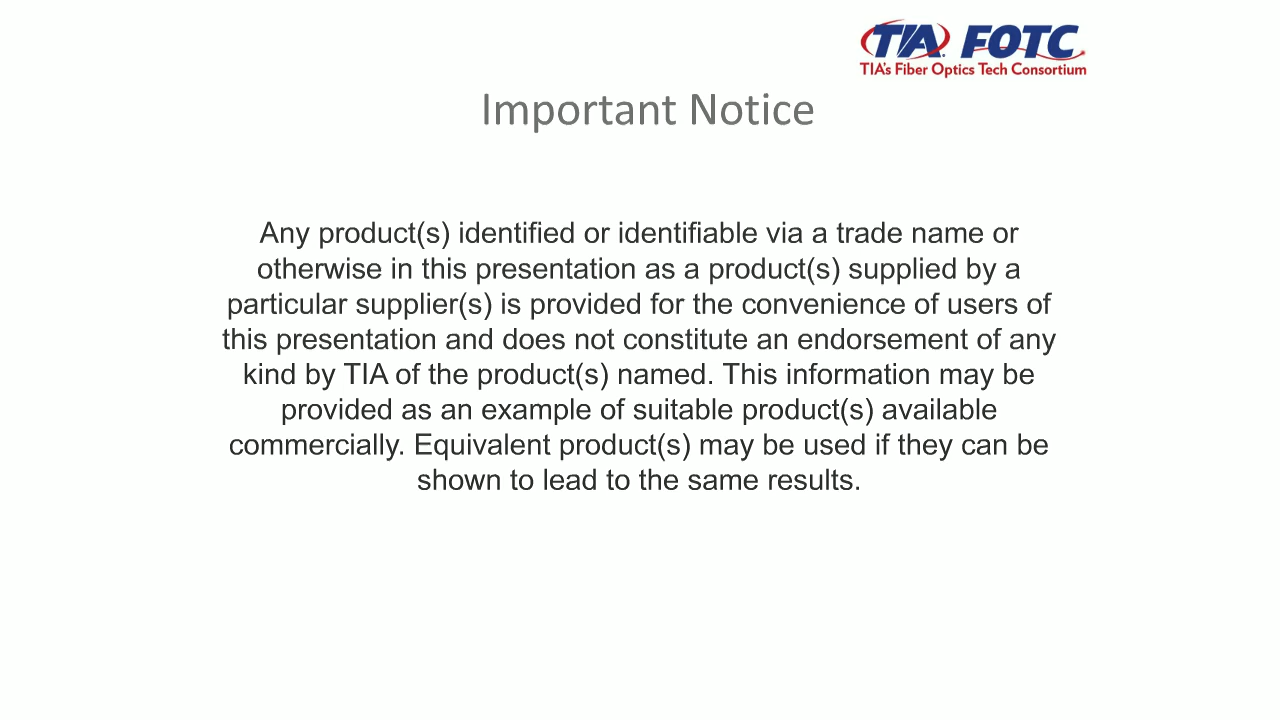 TIA FOTC
TIA's Fiber Optics Tech Consortium
Important Notice
Any product(s) identified or identifiable via a trade name or
otherwise in this presentation as a product(s) supplied by a
particular supplier(s) is provided for the convenience of users of
this presentation and does not constitute an endorsement of any
kind by TIA of the product(s) named. This information may be
provided as an example of suitable product(s) available
commercially. Equivalent product(s) may be used if they can be
shown to lead to the same results.